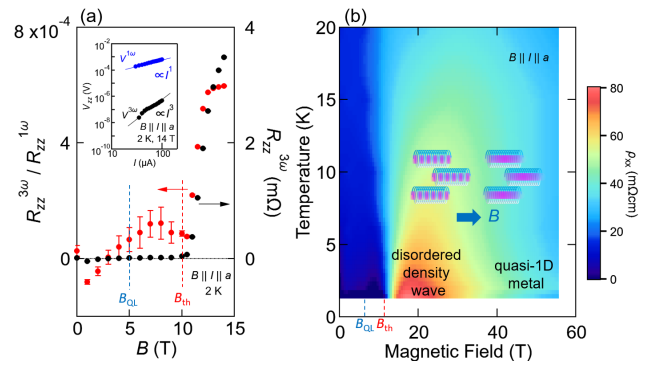 (a)
8 ×10⁻⁴
4
0
R_zz^3ω / R_zz^1ω
4
3
2
1
0
R_zz^3ω (mΩ)
0
5
10
15
B (T)
10⁻²
10⁻⁴
10⁻⁶
10⁻⁸
10⁻¹⁰
V_zz (V)
V^1ω
∝I¹
V^3ω
∝I³
B || I || a
2 K, 14 T
10
100
I (μA)
B_QL
B_th
B || I || a
2 K
(b)
B || I || a
B
disordered
density
wave
quasi-1D
metal
20
15
10
5
0
Temperature (K)
0
20
40
60
B_QL
B_th
Magnetic Field (T)
80
60
40
20
0
ρ_xx (mΩcm)